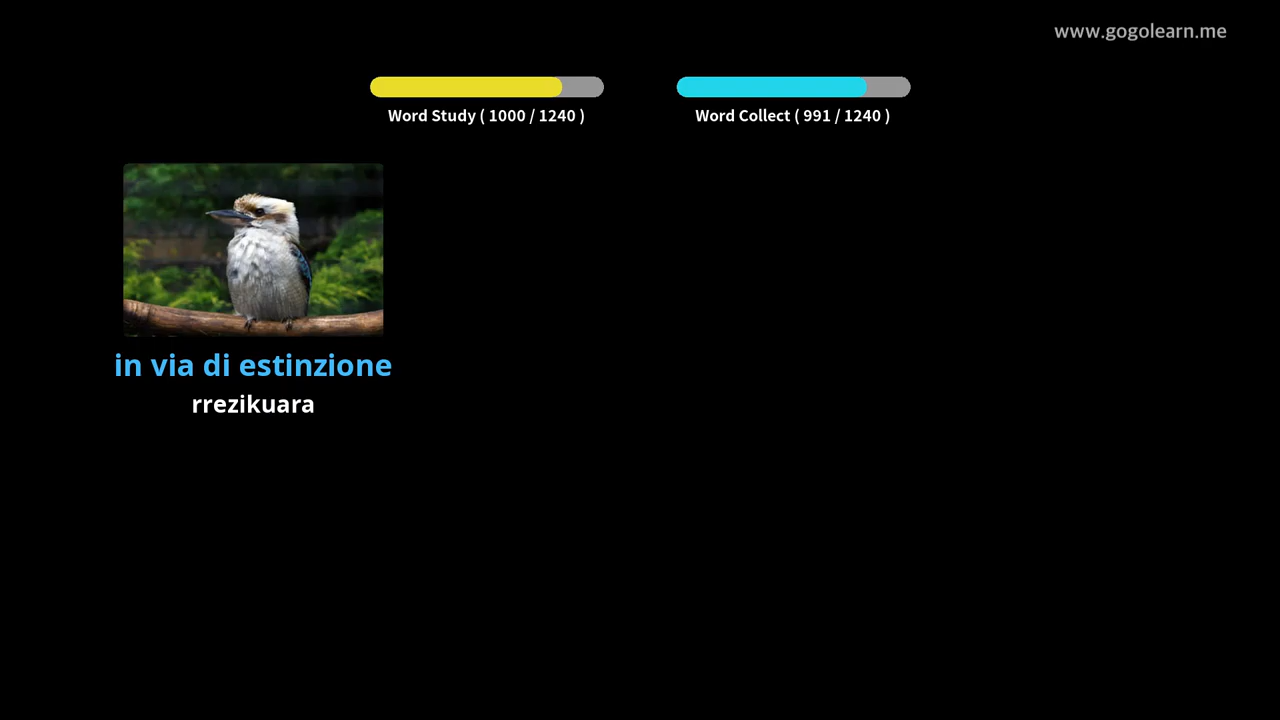 www.gogolearn.me
Word Study ( 1000 / 1240 )
Word Collect ( 991 / 1240 )
in via di estinzione
rrezikuara